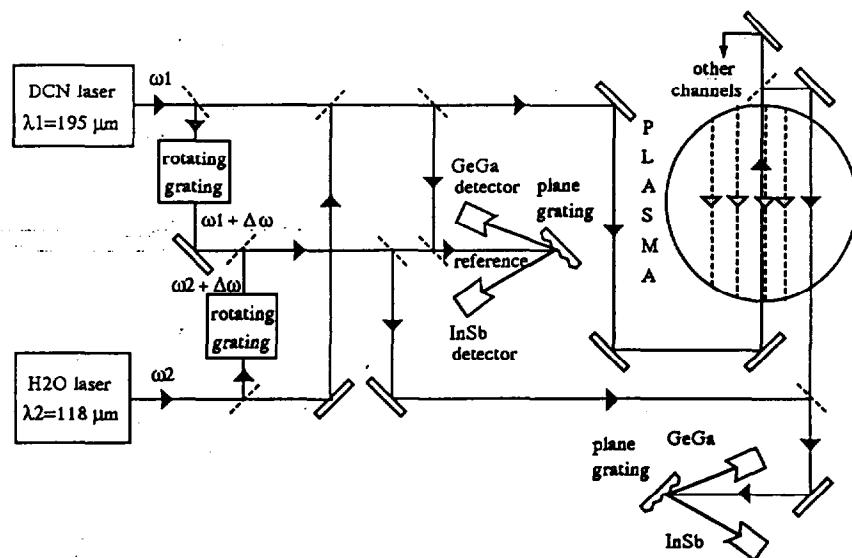 ω1
DCN laser
λ1=195 μm
rotating
grating
ω1 + Δω
ω2 + Δω
rotating
grating
ω2
H2O laser
λ2=118 μm
GeGa
detector
plane
grating
reference
InSb
detector
P
L
A
S
M
A
other
channels
plane
grating
GeGa
InSb